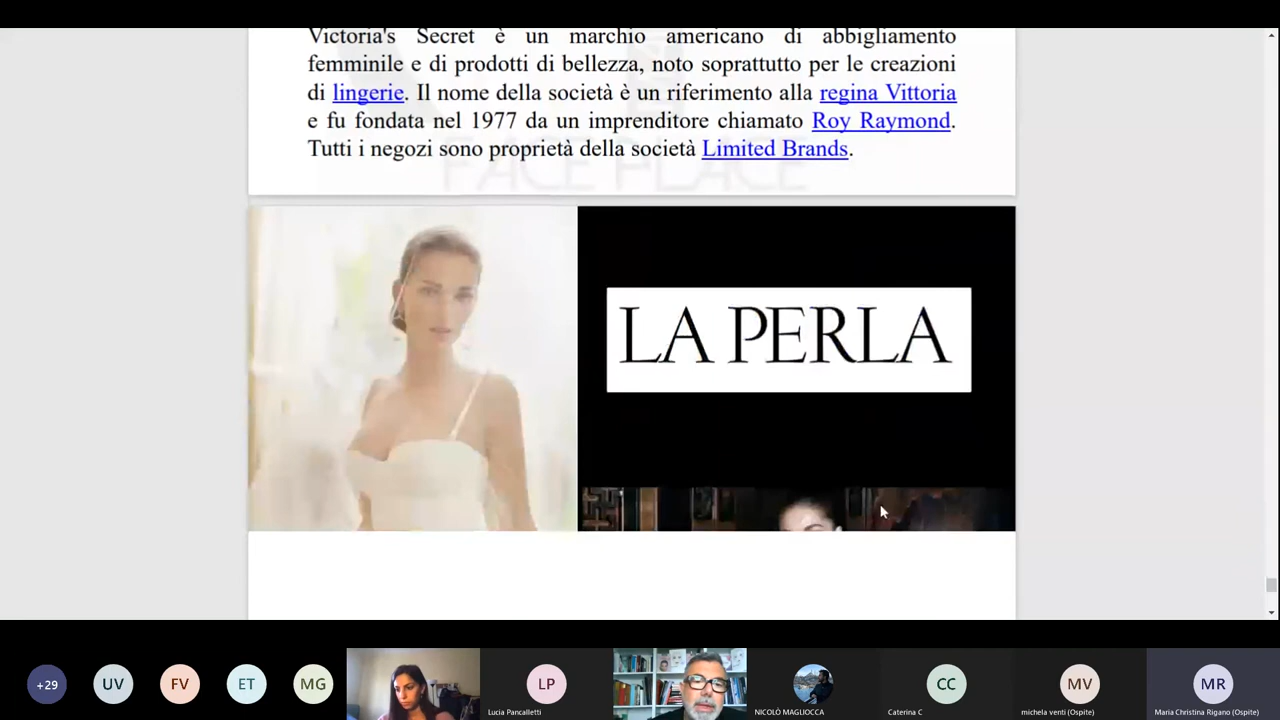 Victoria's Secret è un marchio americano di abbigliamento
femminile e di prodotti di bellezza, noto soprattutto per le creazioni
di lingerie. Il nome della società è un riferimento alla regina Vittoria
e fu fondata nel 1977 da un imprenditore chiamato Roy Raymond.
Tutti i negozi sono proprietà della società Limited Brands.
FACE PLACE
LA PERLA
+29
UV
FV
ET
MG
LP
Lucia Pancalletti
NICOLÒ MAGLIOCCA
CC
Caterina C
MV
michela venti (Ospite)
MR
Maria Christina Rigano (Ospite)